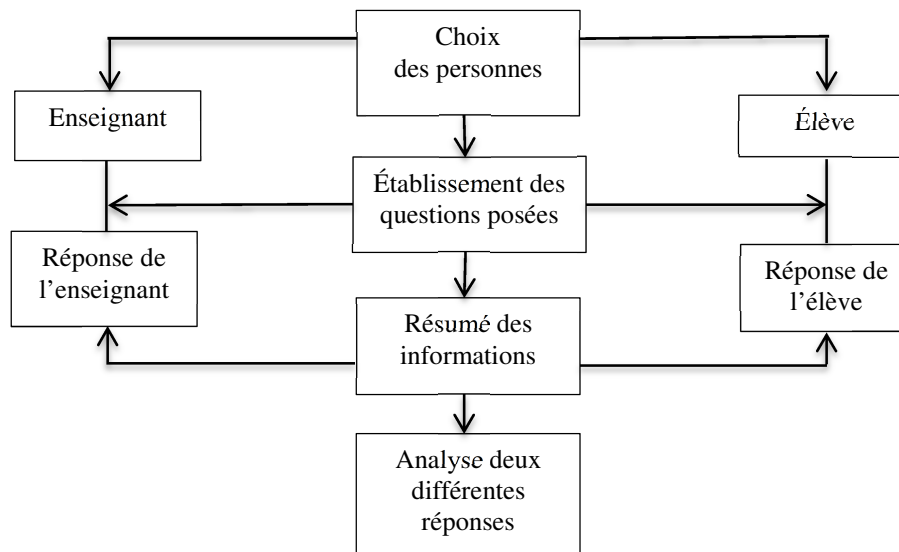 Choix
des personnes
Enseignant
Élève
Établissement des
questions posées
Réponse de
l’enseignant
Réponse de
l’élève
Résumé des
informations
Analyse deux
différentes
réponses